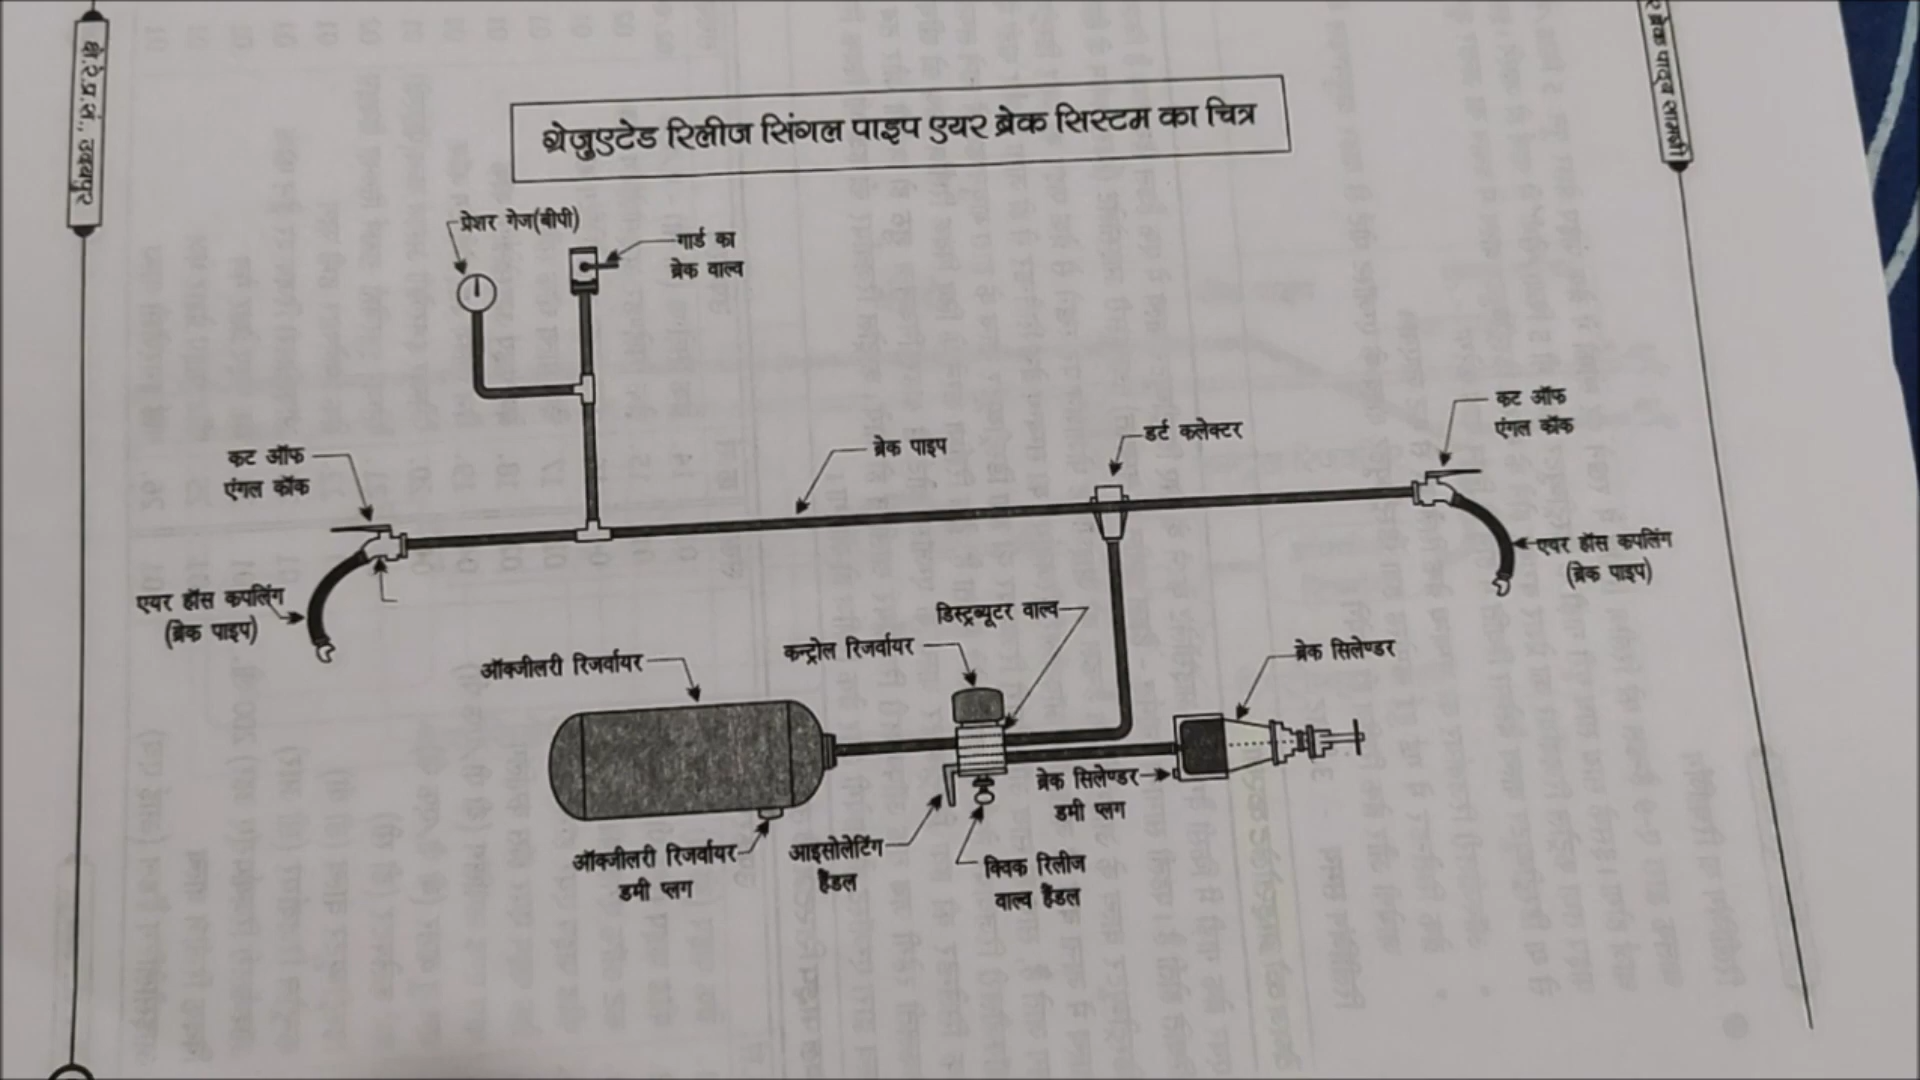 क्षे.रे.प्र.सं., उदयपुर
र ब्रेक पाठ्य सामग्री
ग्रेजुएटेड रिलीज सिंगल पाइप एयर ब्रेक सिस्टम का चित्र
प्रेशर गेज(बीपी)
गार्ड का
ब्रेक वाल्व
कट ऑफ
एंगल कॉक
ब्रेक पाइप
डर्ट कलेक्टर
कट ऑफ
एंगल कॉक
एयर हॉस कपलिंग
(ब्रेक पाइप)
एयर हॉस कपलिंग
(ब्रेक पाइप)
डिस्ट्रब्यूटर वाल्व
ऑक्जीलरी रिजर्वायर
कन्ट्रोल रिजर्वायर
ब्रेक सिलेण्डर
ब्रेक सिलेण्डर
डमी प्लग
ऑक्जीलरी रिजर्वायर
डमी प्लग
आइसोलेटिंग
हैंडल
क्विक रिलीज
वाल्व हैंडल